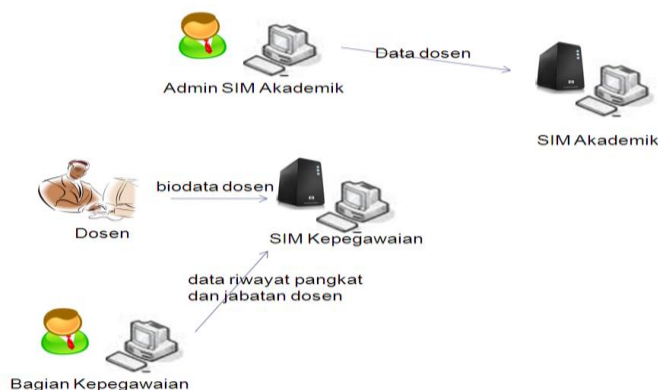 Data dosen
Admin SIM Akademik
SIM Akademik
biodata dosen
Dosen
SIM Kepegawaian
data riwayat pangkat
dan jabatan dosen
Bagian Kepegawaian